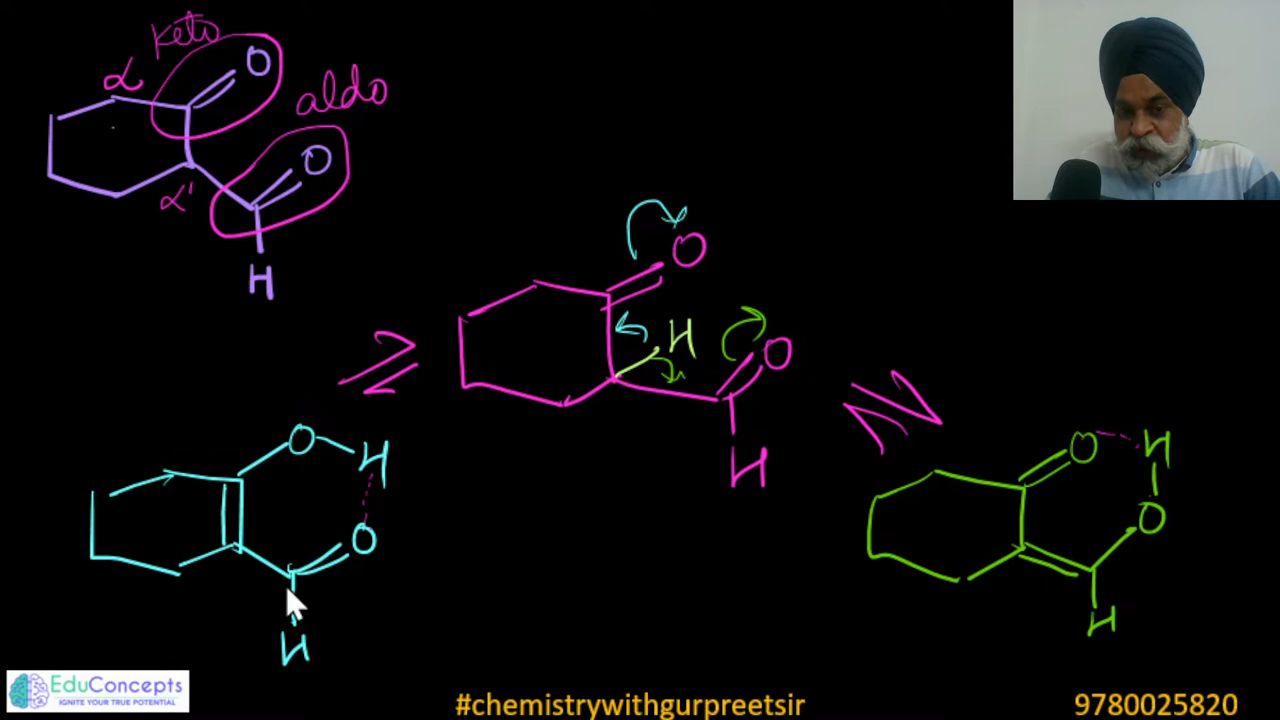 keto
O
α
aldo
O
α'
H
O
H
O
H
O
H
O
H
O
H
O
H
EduConcepts
IGNITE YOUR TRUE POTENTIAL
#chemistrywithgurpreetsir
9780025820